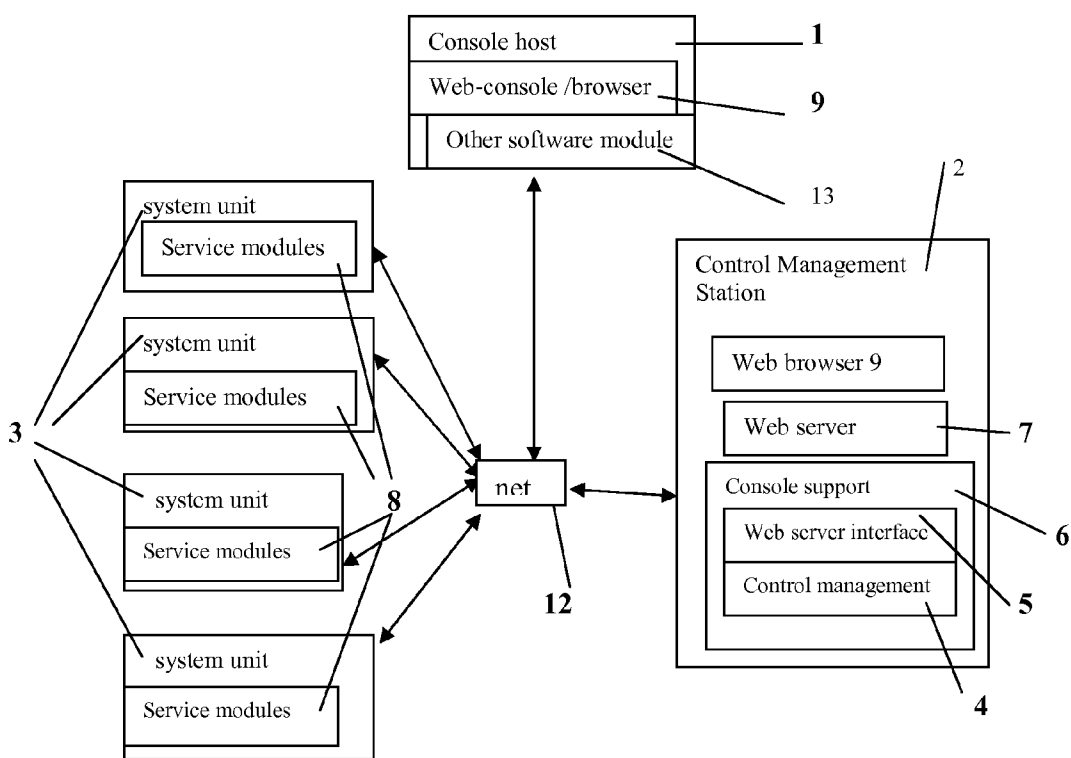 Console host
1
Web-console /browser
9
Other software module
13
2
system unit
Service modules
system unit
Service modules
3
system unit
Service modules
8
system unit
Service modules
net
12
Control Management
Station
Web browser 9
Web server
7
Console support
6
Web server interface
5
Control management
4